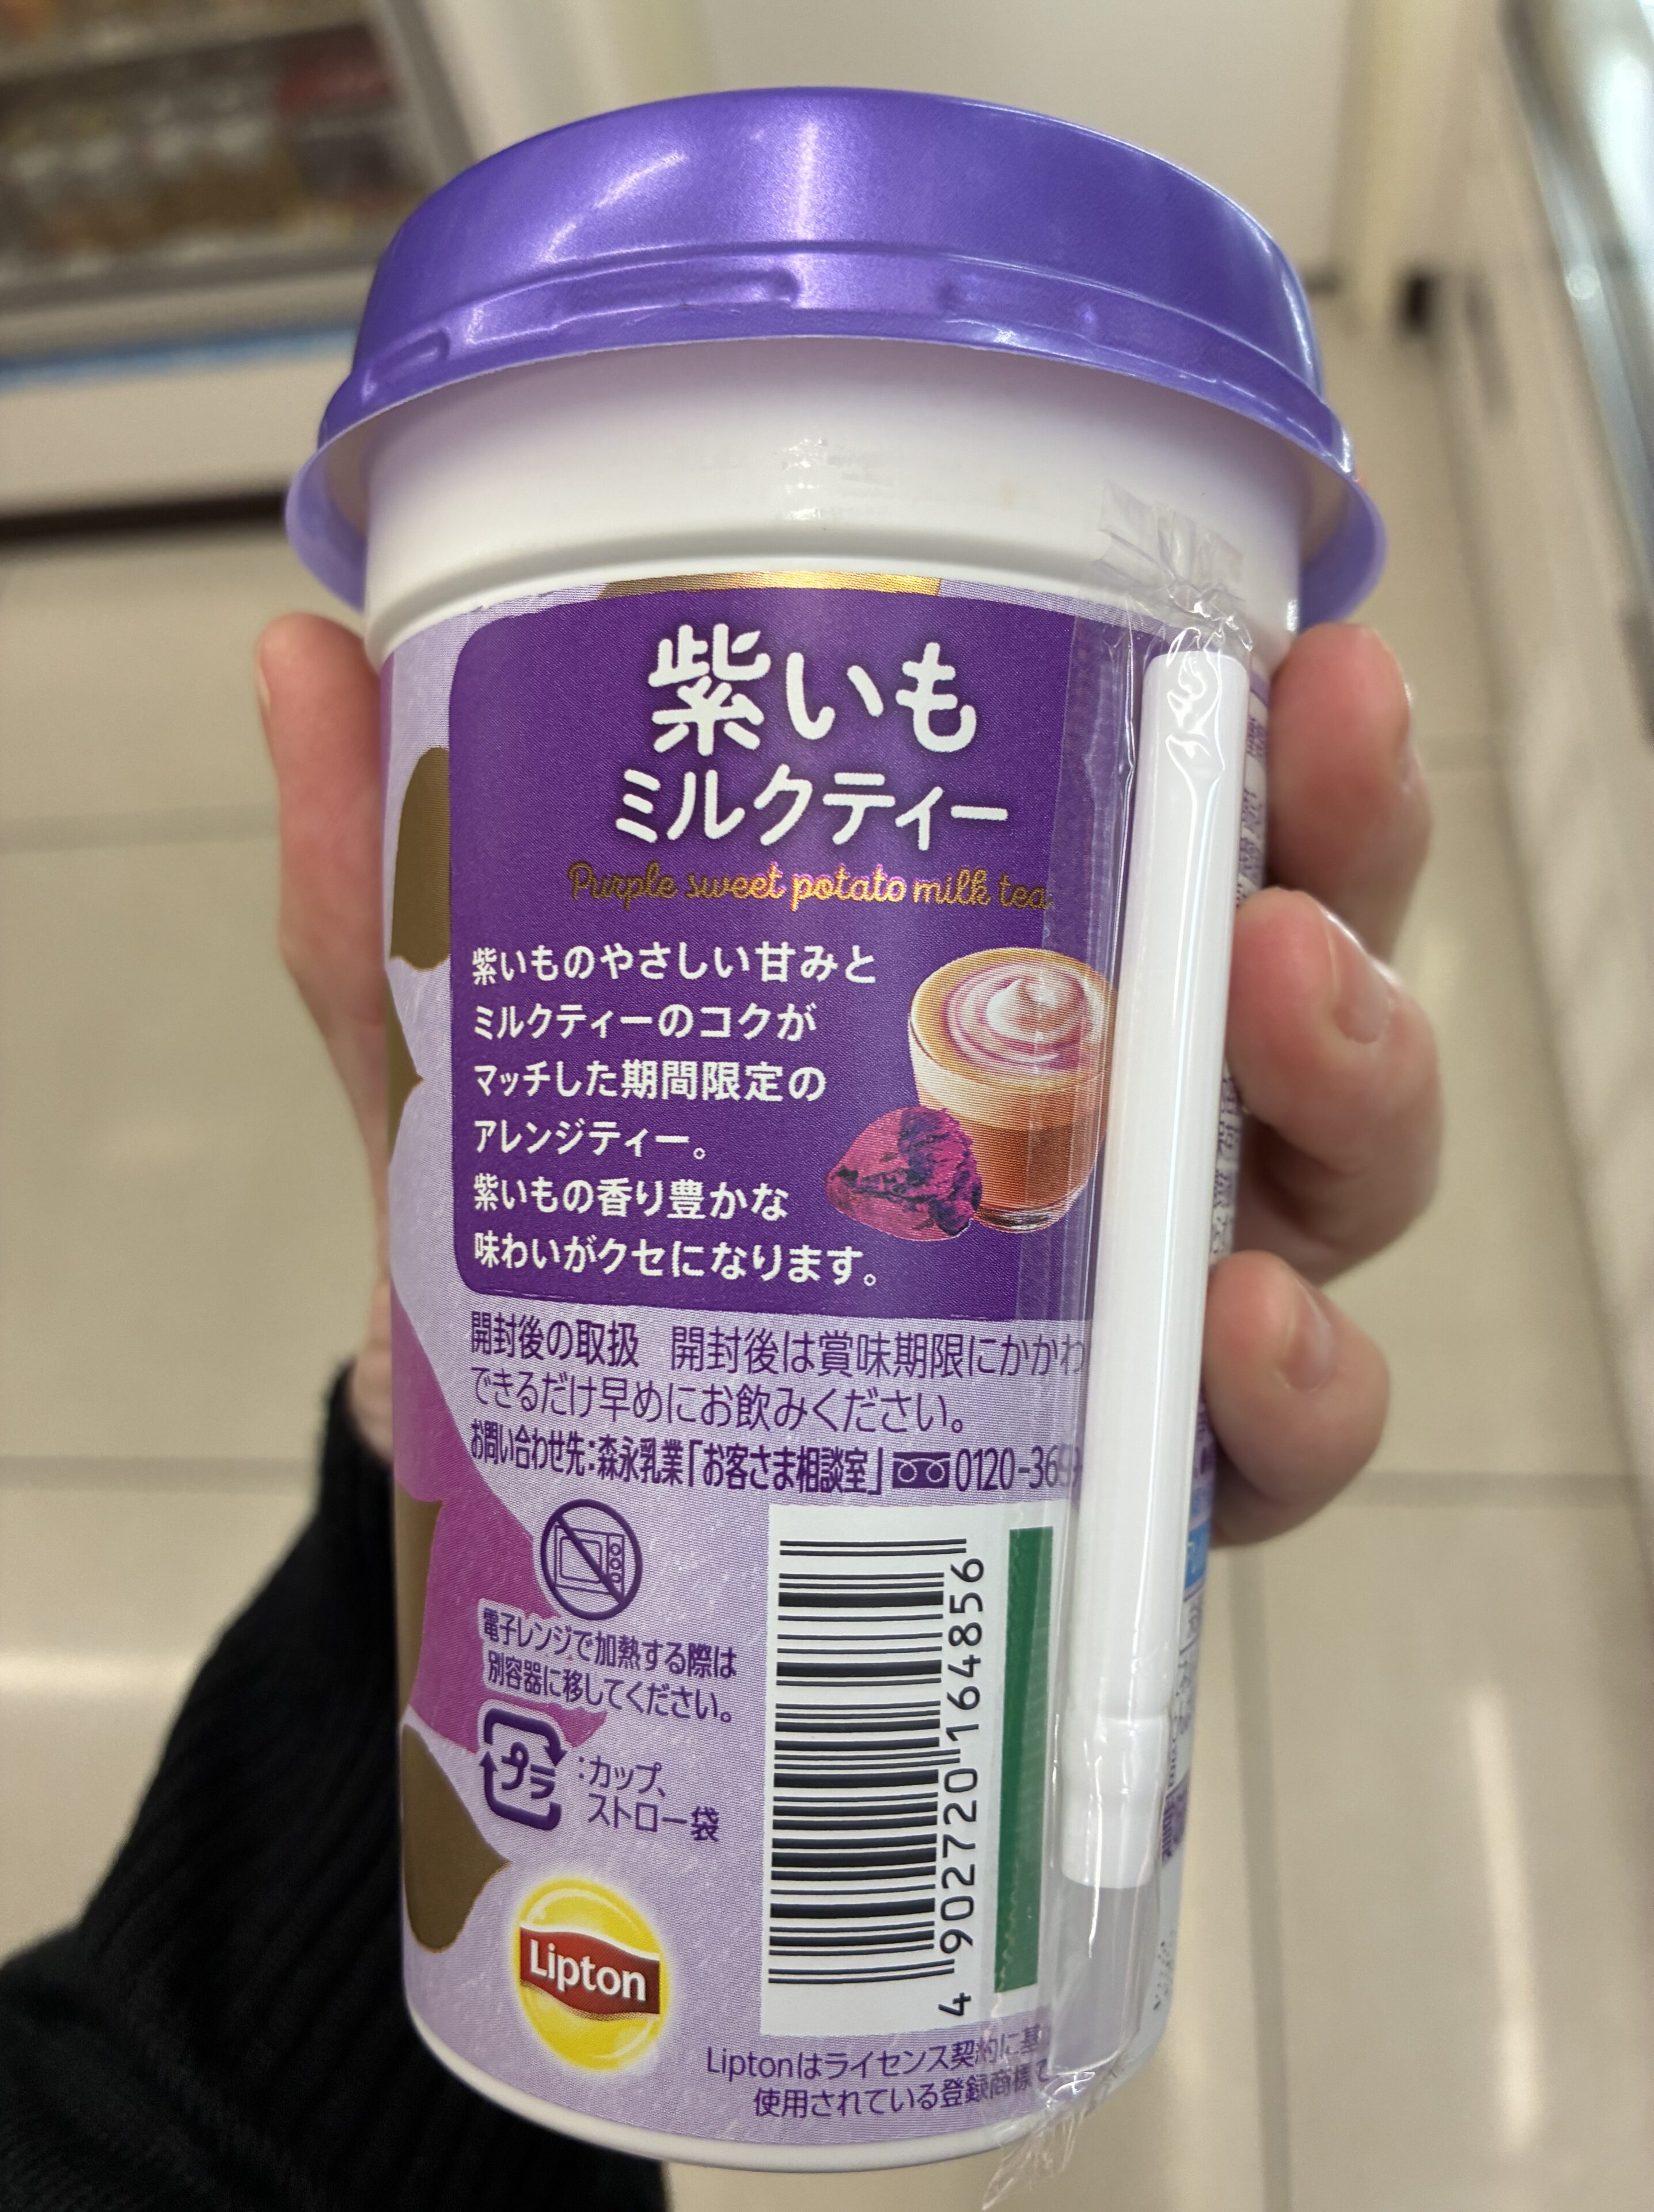 紫いも
ミルクティー
Purple sweet potato milk tea
紫いものやさしい甘みと
ミルクティーのコクが
マッチした期間限定の
アレンジティー。
紫いもの香り豊かな
味わいがクセになります。
開封後の取扱 開封後は賞味期限にかかわ
できるだけ早めにお飲みください。
お問い合わせ先:森永乳業「お客さま相談室」 0120-369
電子レンジで加熱する際は
別容器に移してください。
プラ
:カップ、
ストロー袋
4902720164856
Lipton
Liptonはライセンス契約に基
使用されている登録商標で